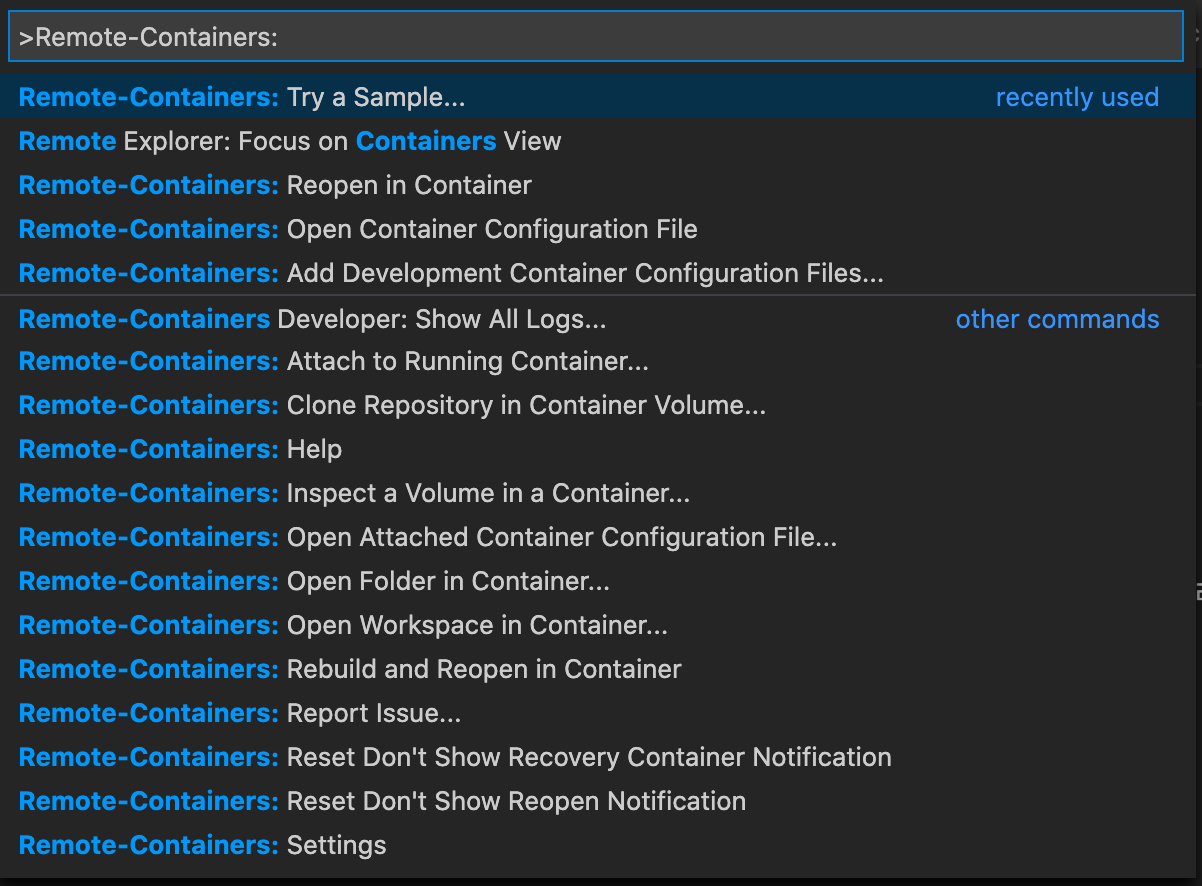 >Remote-Containers:
Remote-Containers: Try a Sample... recently used
Remote Explorer: Focus on Containers View
Remote-Containers: Reopen in Container
Remote-Containers: Open Container Configuration File
Remote-Containers: Add Development Container Configuration Files...
Remote-Containers Developer: Show All Logs... other commands
Remote-Containers: Attach to Running Container...
Remote-Containers: Clone Repository in Container Volume...
Remote-Containers: Help
Remote-Containers: Inspect a Volume in a Container...
Remote-Containers: Open Attached Container Configuration File...
Remote-Containers: Open Folder in Container...
Remote-Containers: Open Workspace in Container...
Remote-Containers: Rebuild and Reopen in Container
Remote-Containers: Report Issue...
Remote-Containers: Reset Don't Show Recovery Container Notification
Remote-Containers: Reset Don't Show Reopen Notification
Remote-Containers: Settings